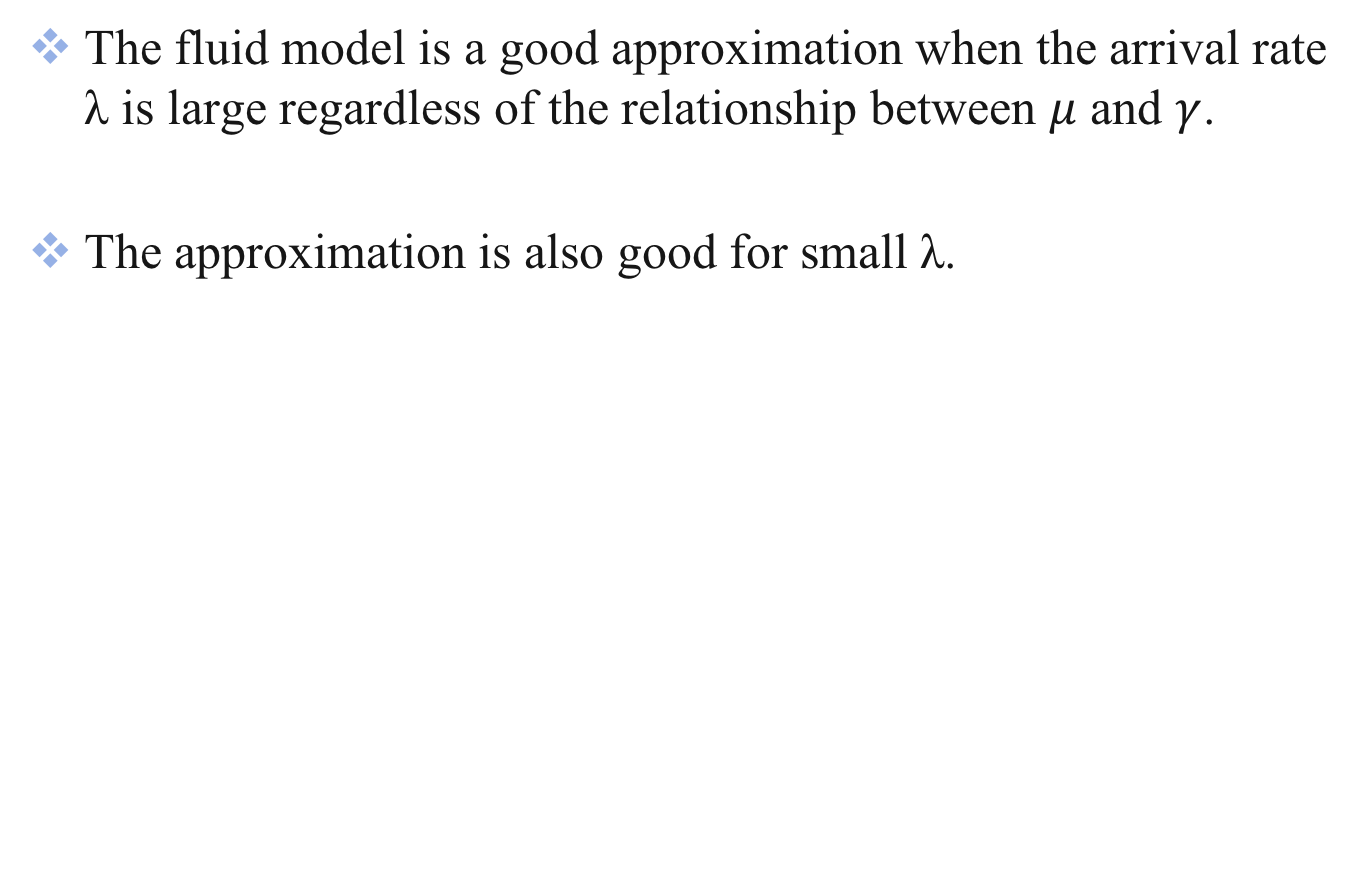 ❖ The fluid model is a good approximation when the arrival rate
λ is large regardless of the relationship between μ and γ.
❖ The approximation is also good for small λ.